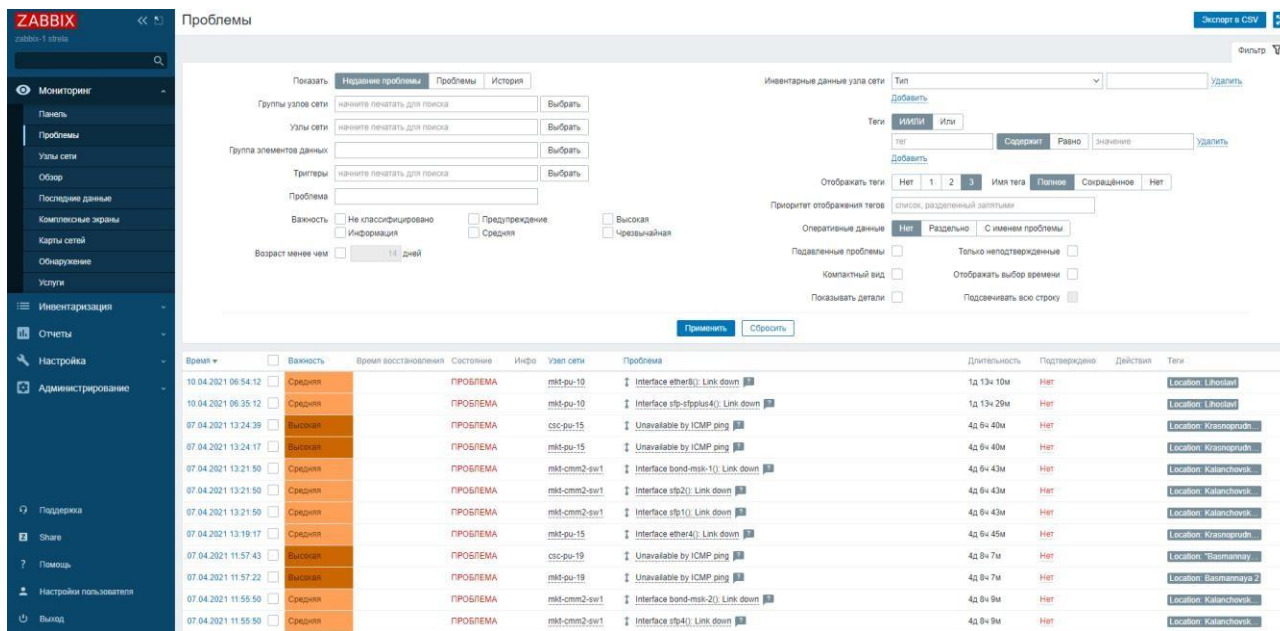 ZABBIX
zabbix-1 strela
Мониторинг
Панель
Проблемы
Узлы сети
Обзор
Последние данные
Комплексные экраны
Карты сетей
Обнаружение
Услуги
Инвентаризация
Отчеты
Настройка
Администрирование
Поддержка
Share
Помощь
Настройки пользователя
Выход
Проблемы
Экспорт в CSV
Фильтр
Показать Недавние проблемы Проблемы История
Группы узлов сети начните печатать для поиска Выбрать
Узлы сети начните печатать для поиска Выбрать
Группа элементов данных Выбрать
Триггеры начните печатать для поиска Выбрать
Проблема
Важность Не классифицировано Предупреждение Высокая
Информация Средняя Чрезвычайная
Возраст менее чем 14 дней
Инвентарные данные узла сети Тип Удалить
Добавить
Теги И/ИЛИ Или
тег Содержит Равно значение Удалить
Добавить
Отображать теги Нет 1 2 3 Имя тега Полное Сокращённое Нет
Приоритет отображения тегов список, разделенный запятыми
Оперативные данные Нет Раздельно С именем проблемы
Подавленные проблемы Только неподтвержденные
Компактный вид Отображать выбор времени
Показывать детали Подсвечивать всю строку
Применить Сбросить
Время Важность Время восстановления Состояние Инфо Узел сети Проблема Длительность Подтверждено Действия Теги
10.04.2021 06:54:12 Средняя ПРОБЛЕМА mkt-pu-10 Interface ether8(): Link down 1д 13ч 10м Нет Location: Lihoslavl
10.04.2021 06:35:12 Средняя ПРОБЛЕМА mkt-pu-10 Interface sfp-sfpplus4(): Link down 1д 13ч 29м Нет Location: Lihoslavl
07.04.2021 13:24:39 Высокая ПРОБЛЕМА csc-pu-15 Unavailable by ICMP ping 4д 6ч 40м Нет Location: Krasnoprudn...
07.04.2021 13:24:17 Высокая ПРОБЛЕМА mkt-pu-15 Unavailable by ICMP ping 4д 6ч 40м Нет Location: Krasnoprudn...
07.04.2021 13:21:50 Средняя ПРОБЛЕМА mkt-cmm2-sw1 Interface bond-msk-1(): Link down 4д 6ч 43м Нет Location: Kalanchovsk...
07.04.2021 13:21:50 Средняя ПРОБЛЕМА mkt-cmm2-sw1 Interface sfp2(): Link down 4д 6ч 43м Нет Location: Kalanchovsk...
07.04.2021 13:21:50 Средняя ПРОБЛЕМА mkt-cmm2-sw1 Interface sfp1(): Link down 4д 6ч 43м Нет Location: Kalanchovsk...
07.04.2021 13:19:17 Средняя ПРОБЛЕМА mkt-pu-15 Interface ether4(): Link down 4д 6ч 45м Нет Location: Krasnoprudn...
07.04.2021 11:57:43 Высокая ПРОБЛЕМА csc-pu-19 Unavailable by ICMP ping 4д 8ч 7м Нет Location: "Basmannay...
07.04.2021 11:57:22 Высокая ПРОБЛЕМА mkt-pu-19 Unavailable by ICMP ping 4д 8ч 7м Нет Location: Basmannaya 2
07.04.2021 11:55:50 Средняя ПРОБЛЕМА mkt-cmm2-sw1 Interface bond-msk-2(): Link down 4д 8ч 9м Нет Location: Kalanchovsk...
07.04.2021 11:55:50 Средняя ПРОБЛЕМА mkt-cmm2-sw1 Interface sfp4(): Link down 4д 8ч 9м Нет Location: Kalanchovsk...